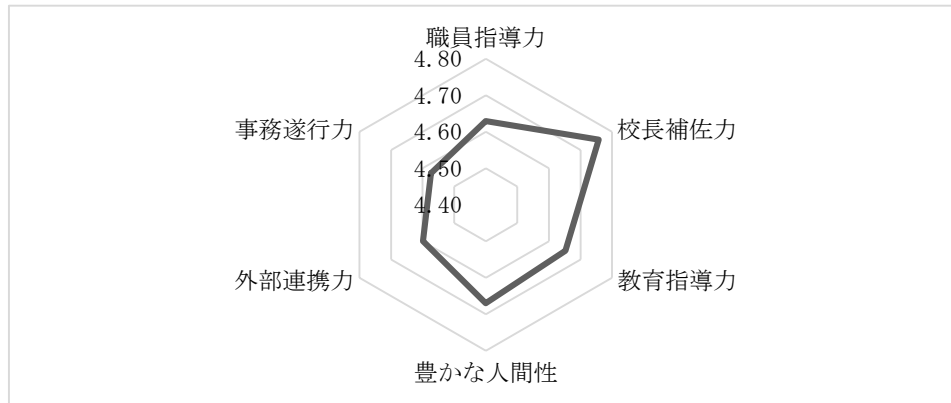 職員指導力
4.80
4.70
4.60
4.50
4.40
事務遂行力
校長補佐力
外部連携力
教育指導力
豊かな人間性